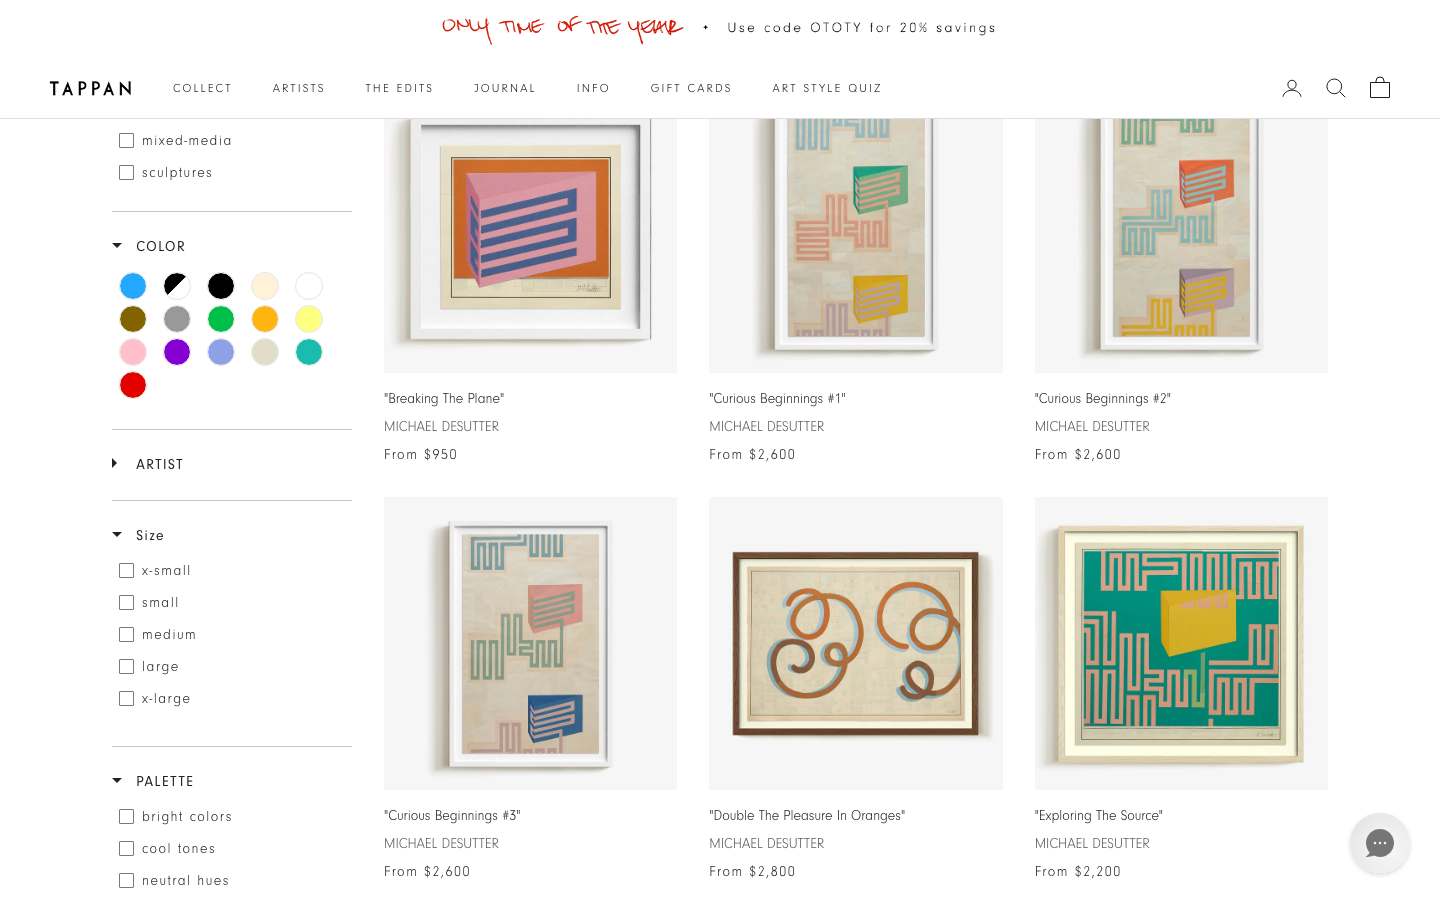 ONLY TIME OF THE YEAR
Use code OTOTY for 20% savings
TAPPAN COLLECT ARTISTS THE EDITS JOURNAL INFO GIFT CARDS ART STYLE QUIZ
mixed-media
sculptures
COLOR
ARTIST
Size
x-small
small
medium
large
x-large
PALETTE
bright colors
cool tones
neutral hues
"Breaking The Plane"
MICHAEL DESUTTER
From $950
"Curious Beginnings #1"
MICHAEL DESUTTER
From $2,600
"Curious Beginnings #2"
MICHAEL DESUTTER
From $2,600
"Curious Beginnings #3"
MICHAEL DESUTTER
From $2,600
"Double The Pleasure In Oranges"
MICHAEL DESUTTER
From $2,800
"Exploring The Source"
MICHAEL DESUTTER
From $2,200